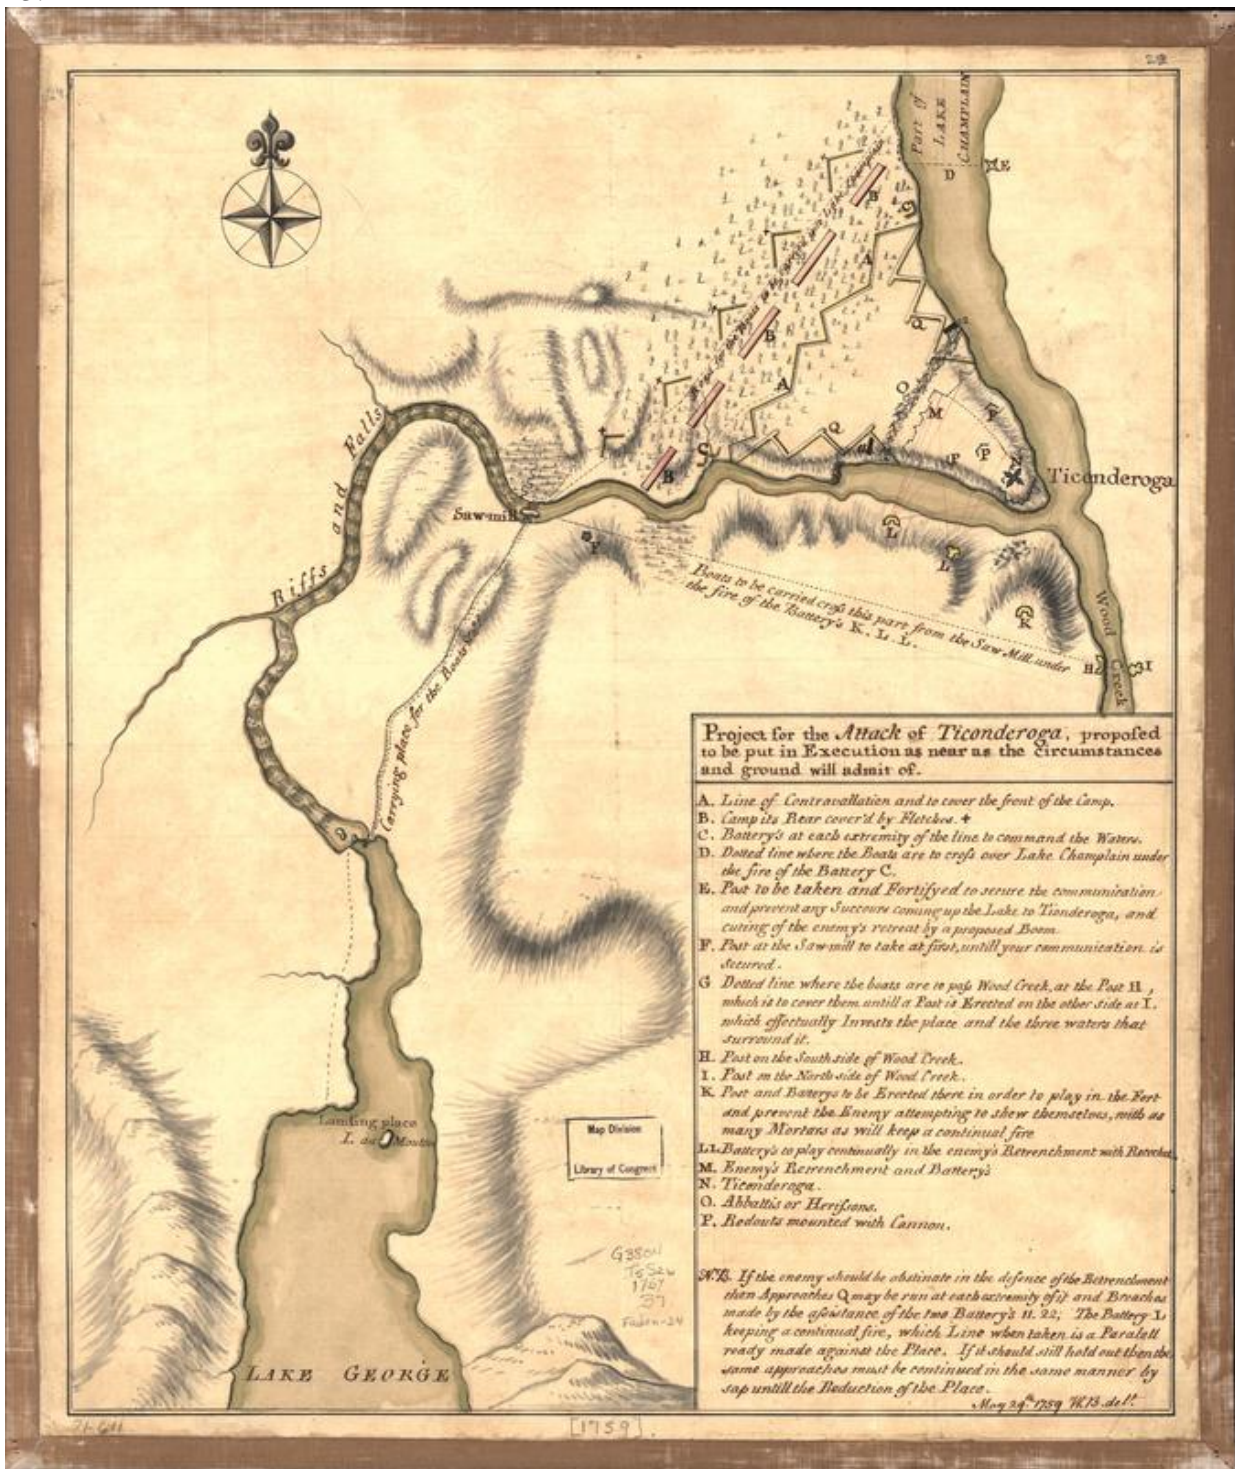 28
Part of
LAKE
CHAMPLAIN
D
E
C
B
A
Road for the Boats to be carried into Lake Champlain
B
A
Q
O
M
P
P
P
N
Q
C
B
Ticonderoga
Riffs and Falls
Saw-mill
F
L
L
K
Boats to be carried cross this part from the Saw Mill under
the fire of the Battery's K. L. L.
Wood Creek
H
I
Carrying place for the Boats
Project for the Attack of Ticonderoga, proposed
to be put in Execution as near as the circumstances
and ground will admit of.
A. Line of Contravallation and to cover the front of the Camp.
B. Camp its Rear cover'd by Fletches. +
C. Battery's at each extremity of the line to command the Waters.
D. Dotted line where the Boats are to cross over Lake Champlain under
the fire of the Battery C.
E. Post to be taken and Fortifyed to secure the communication
and prevent any Succours coming up the Lake to Tionderoga, and
cuting of the enemy's retreat by a proposed Boom.
F. Post at the Saw-mill to take at first, untill your communication is
secured.
G Dotted line where the boats are to pass Wood Creek, at the Post H,
which is to cover them untill a Post is Erected on the other side at I.
which effectually Invests the place and the three waters that
surround it.
H. Post on the South side of Wood Creek.
I. Post on the North side of Wood Creek.
K Post and Batterys to be Erected there in order to play in the Fort
and prevent the Enemy attempting to shew themselves, with as
many Mortars as will keep a continual fire
LL. Battery's to play continually in the enemy's Retrenchment with Ricochet
M. Enemy's Retrenchment and Battery's
N. Ticonderoga.
O. Abbattis or Herissons.
P. Redouts mounted with Cannon.
N.B. If the enemy should be obstinate in the defence of the Retrenchment
then Approaches Q may be run at each extremity of it and Breaches
made by the assistance of the two Battery's 11. 22; The Battery L
keeping a continual fire, which Line when taken is a Paralell
ready made against the Place. If it should still hold out then the
same approaches must be continued in the same manner by
sap untill the Reduction of the Place.
May 29th. 1759 W.B. delt.
Landing place
I. au Mouton
Map Division
Library of Congress
G3804
1759
Faden-24
LAKE GEORGE
[1759].